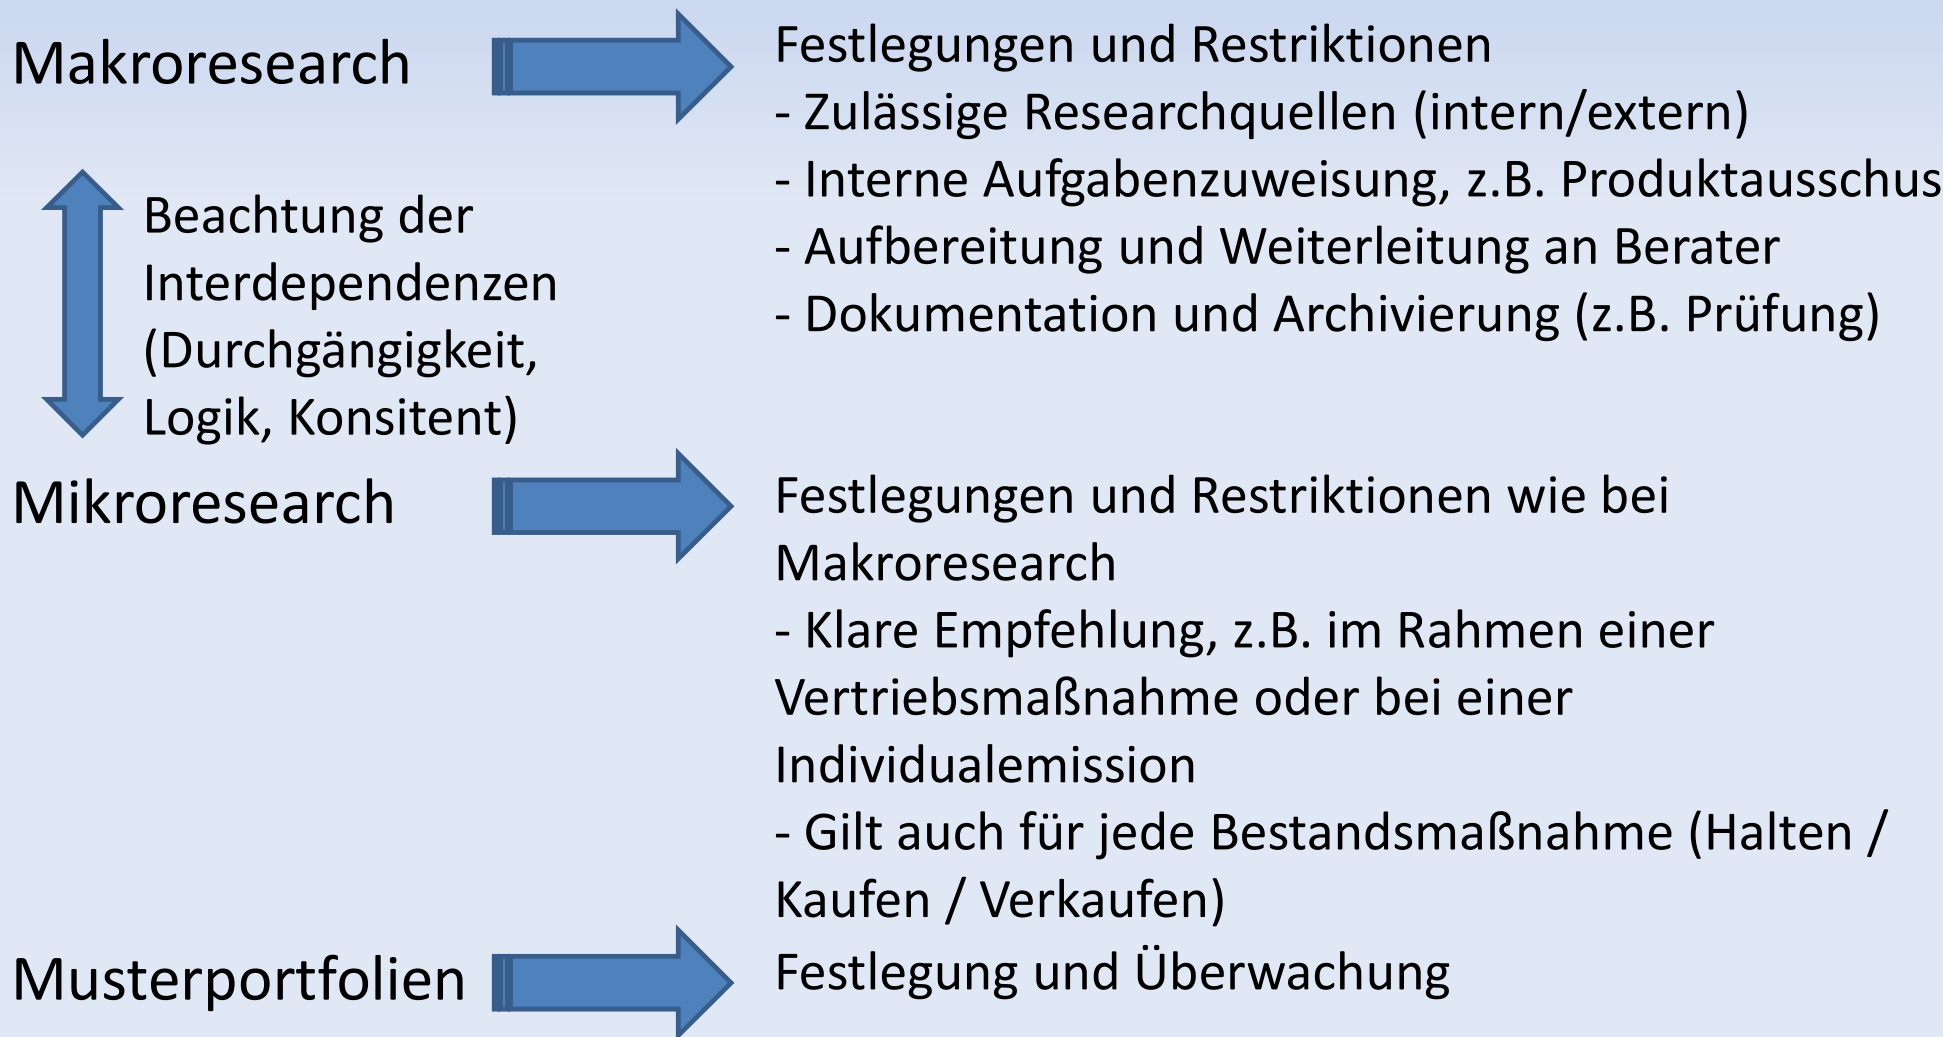 Makroresearch
Festlegungen und Restriktionen
- Zulässige Researchquellen (intern/extern)
- Interne Aufgabenzuweisung, z.B. Produktausschus
- Aufbereitung und Weiterleitung an Berater
- Dokumentation und Archivierung (z.B. Prüfung)
Beachtung der
Interdependenzen
(Durchgängigkeit,
Logik, Konsitent)
Mikroresearch
Festlegungen und Restriktionen wie bei
Makroresearch
- Klare Empfehlung, z.B. im Rahmen einer
Vertriebsmaßnahme oder bei einer
Individualemission
- Gilt auch für jede Bestandsmaßnahme (Halten /
Kaufen / Verkaufen)
Musterportfolien
Festlegung und Überwachung